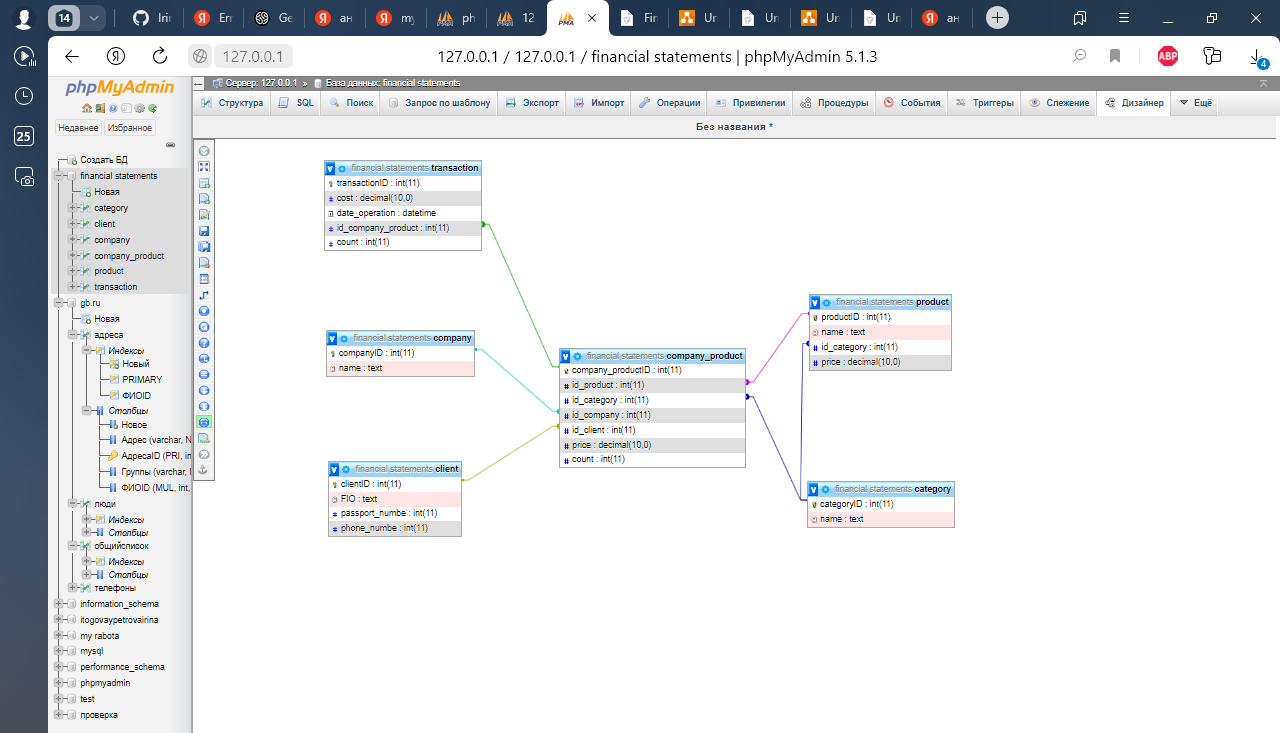 14
Irir
Err
Ge
ан
my
ph
12
PMA
Fir
Un
Un
Un
Un
ан
127.0.0.1
127.0.0.1 / 127.0.0.1 / financial statements | phpMyAdmin 5.1.3
ABP
4
25
phpMyAdmin
Недавнее Избранное
Создать БД
financial statements
Новая
category
client
company
company_product
product
transaction
gb.ru
Новая
адреса
Индексы
Новый
PRIMARY
ФИОID
Столбцы
Новое
Адрес (varchar, N
АдресаID (PRI, in
Группы (varchar, I
ФИОID (MUL, int,
люди
Индексы
Столбцы
общийсписок
Индексы
Столбцы
телефоны
information_schema
itogovaypetrovairina
my rabota
mysql
performance_schema
phpmyadmin
test
проверка
Сервер: 127.0.0.1 » База данных: financial statements
Структура SQL Поиск Запрос по шаблону Экспорт Импорт Операции Привилегии Процедуры События Триггеры Слежение Дизайнер Ещё
Без названия *
financial statements transaction
transactionID : int(11)
cost : decimal(10,0)
date_operation : datetime
id_company_product : int(11)
count : int(11)
financial statements company
companyID : int(11)
name : text
financial statements client
clientID : int(11)
FIO : text
passport_numbe : int(11)
phone_numbe : int(11)
financial statements company_product
company_productID : int(11)
id_product : int(11)
id_category : int(11)
id_company : int(11)
id_client : int(11)
price : decimal(10,0)
count : int(11)
financial statements product
productID : int(11)
name : text
id_category : int(11)
price : decimal(10,0)
financial statements category
categoryID : int(11)
name : text